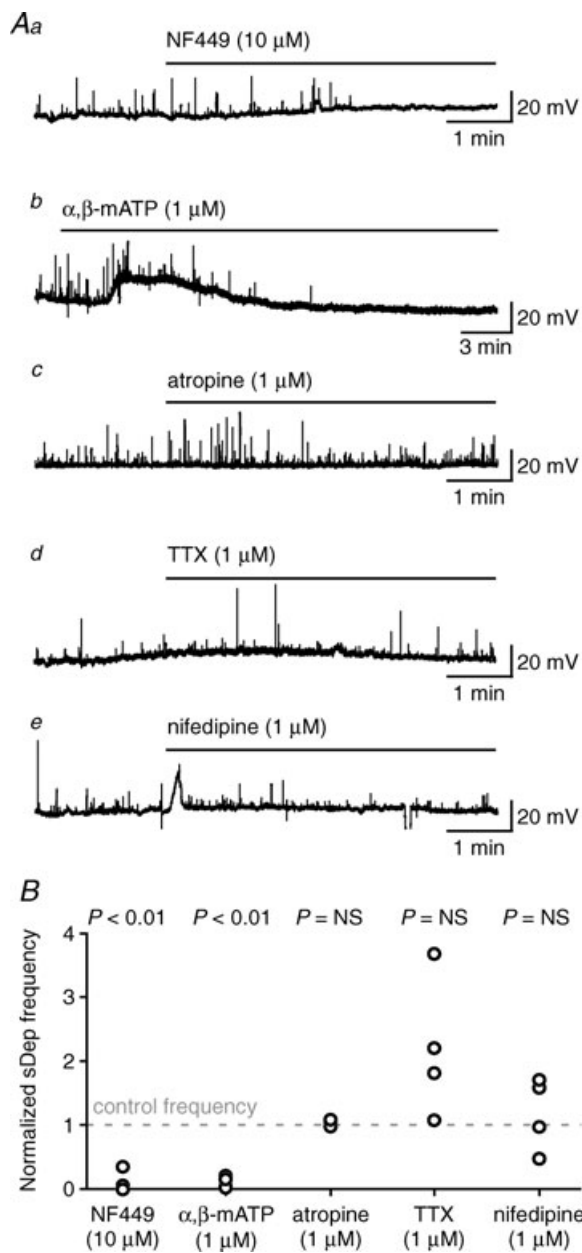 Aa
NF449 (10 µM)
20 mV
1 min
b
α,β-mATP (1 µM)
20 mV
3 min
c
atropine (1 µM)
20 mV
1 min
d
TTX (1 µM)
20 mV
1 min
e
nifedipine (1 µM)
20 mV
1 min
B
P < 0.01 P < 0.01 P = NS P = NS P = NS
Normalized sDep frequency
4
3
2
control frequency
1
0
NF449 α,β-mATP atropine TTX nifedipine
(10 µM) (1 µM) (1 µM) (1 µM) (1 µM)